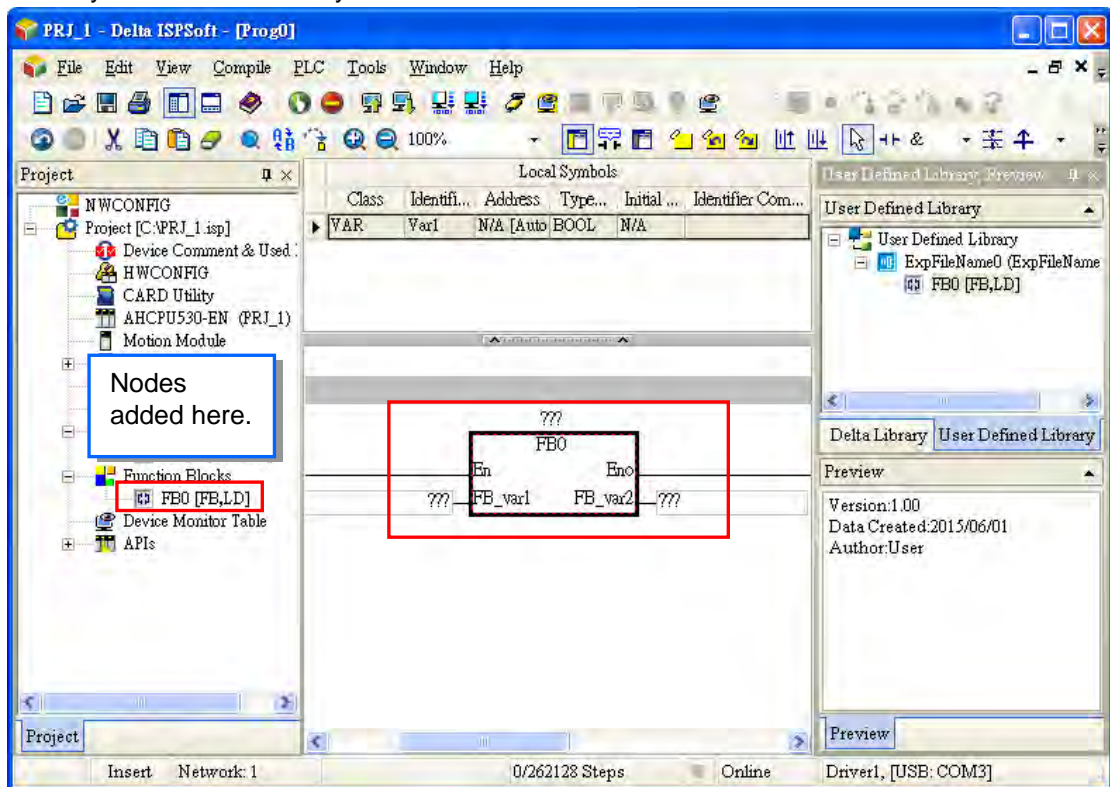 PRJ_1 - Delta ISPSoft - [Prog0]
File Edit View Compile PLC Tools Window Help
100%
&
Project
NWCONFIG
Project [C:\PRJ_1.isp]
Device Comment & Used
HWCONFIG
CARD Utility
AHCPU530-EN (PRJ_1)
Motion Module
Nodes
added here.
Function Blocks
FB0 [FB,LD]
Device Monitor Table
APIs
Project
Local Symbols
Class Identifi... Address Type... Initial ... Identifier Com...
VAR Var1 N/A [Auto BOOL N/A
???
FB0
En Eno
??? FB_var1 FB_var2 ???
User Defined Library Preview
User Defined Library
User Defined Library
ExpFileName0 (ExpFileName
FB0 [FB,LD]
Delta Library User Defined Library
Preview
Version:1.00
Data Created:2015/06/01
Author:User
Preview
Insert Network: 1 0/262128 Steps Online Driver1, [USB: COM3]